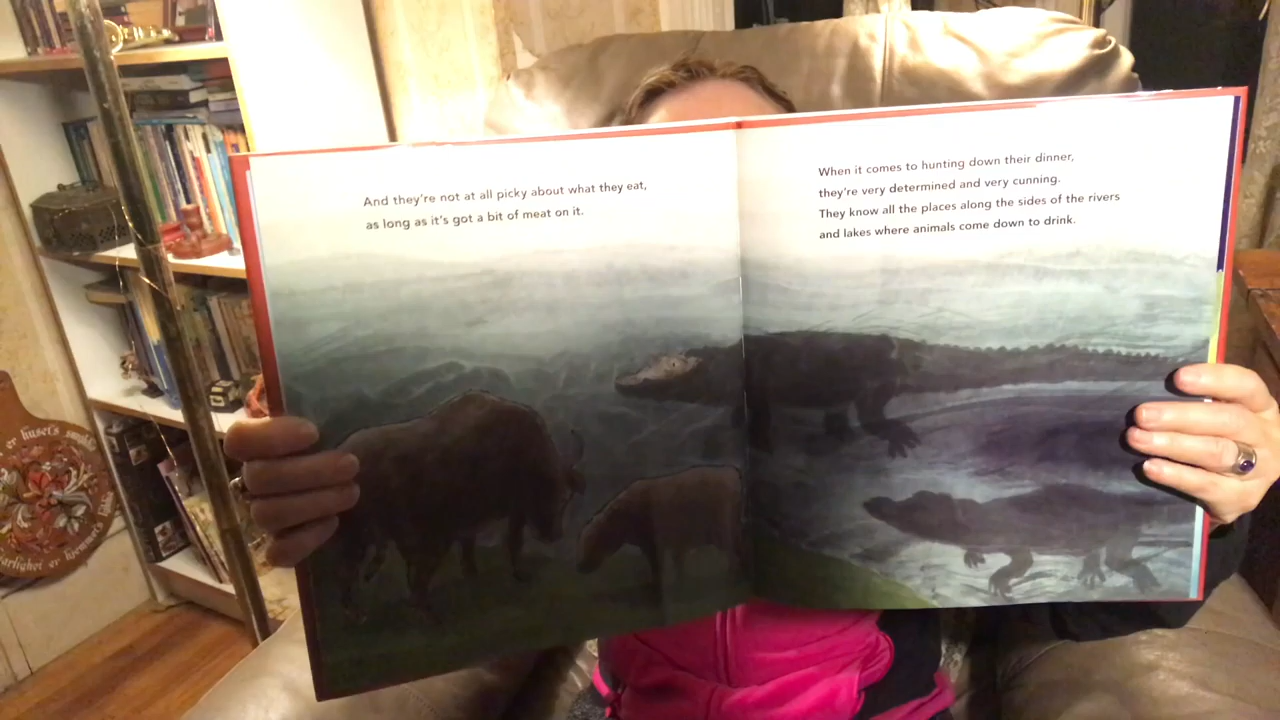 And they're not at all picky about what they eat,
as long as it's got a bit of meat on it.
When it comes to hunting down their dinner,
they're very determined and very cunning.
They know all the places along the sides of the rivers
and lakes where animals come down to drink.
er husets